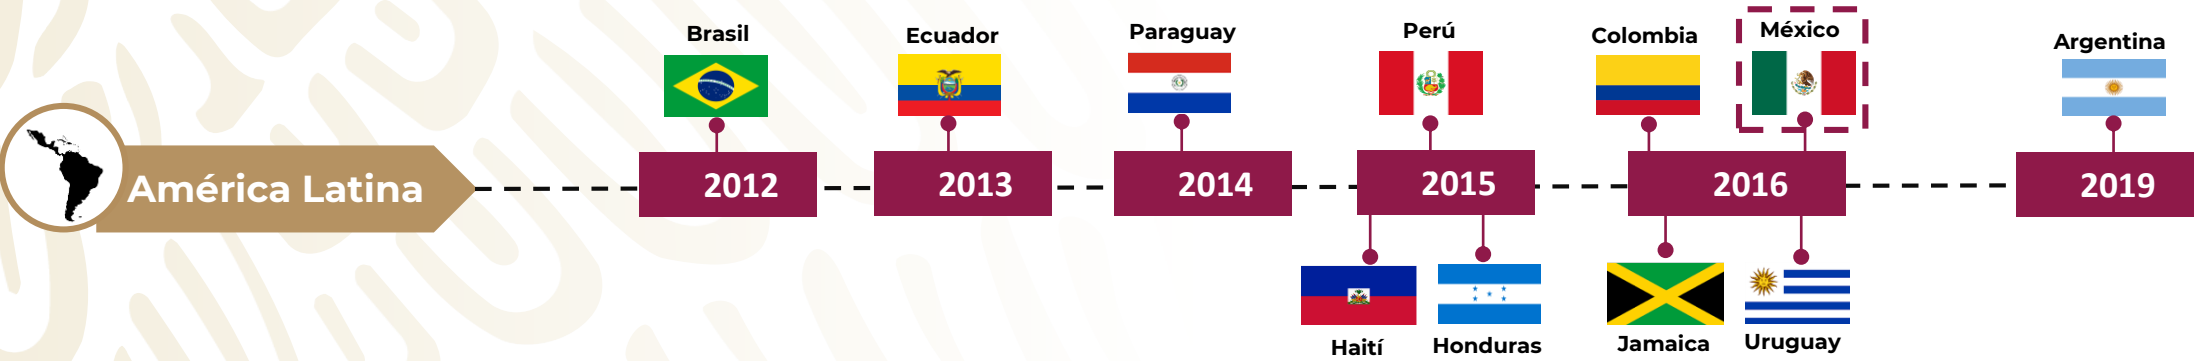 América Latina
Brasil
2012
Ecuador
2013
Paraguay
2014
Perú
2015
Haití
Honduras
Colombia
México
2016
Jamaica
Uruguay
Argentina
2019